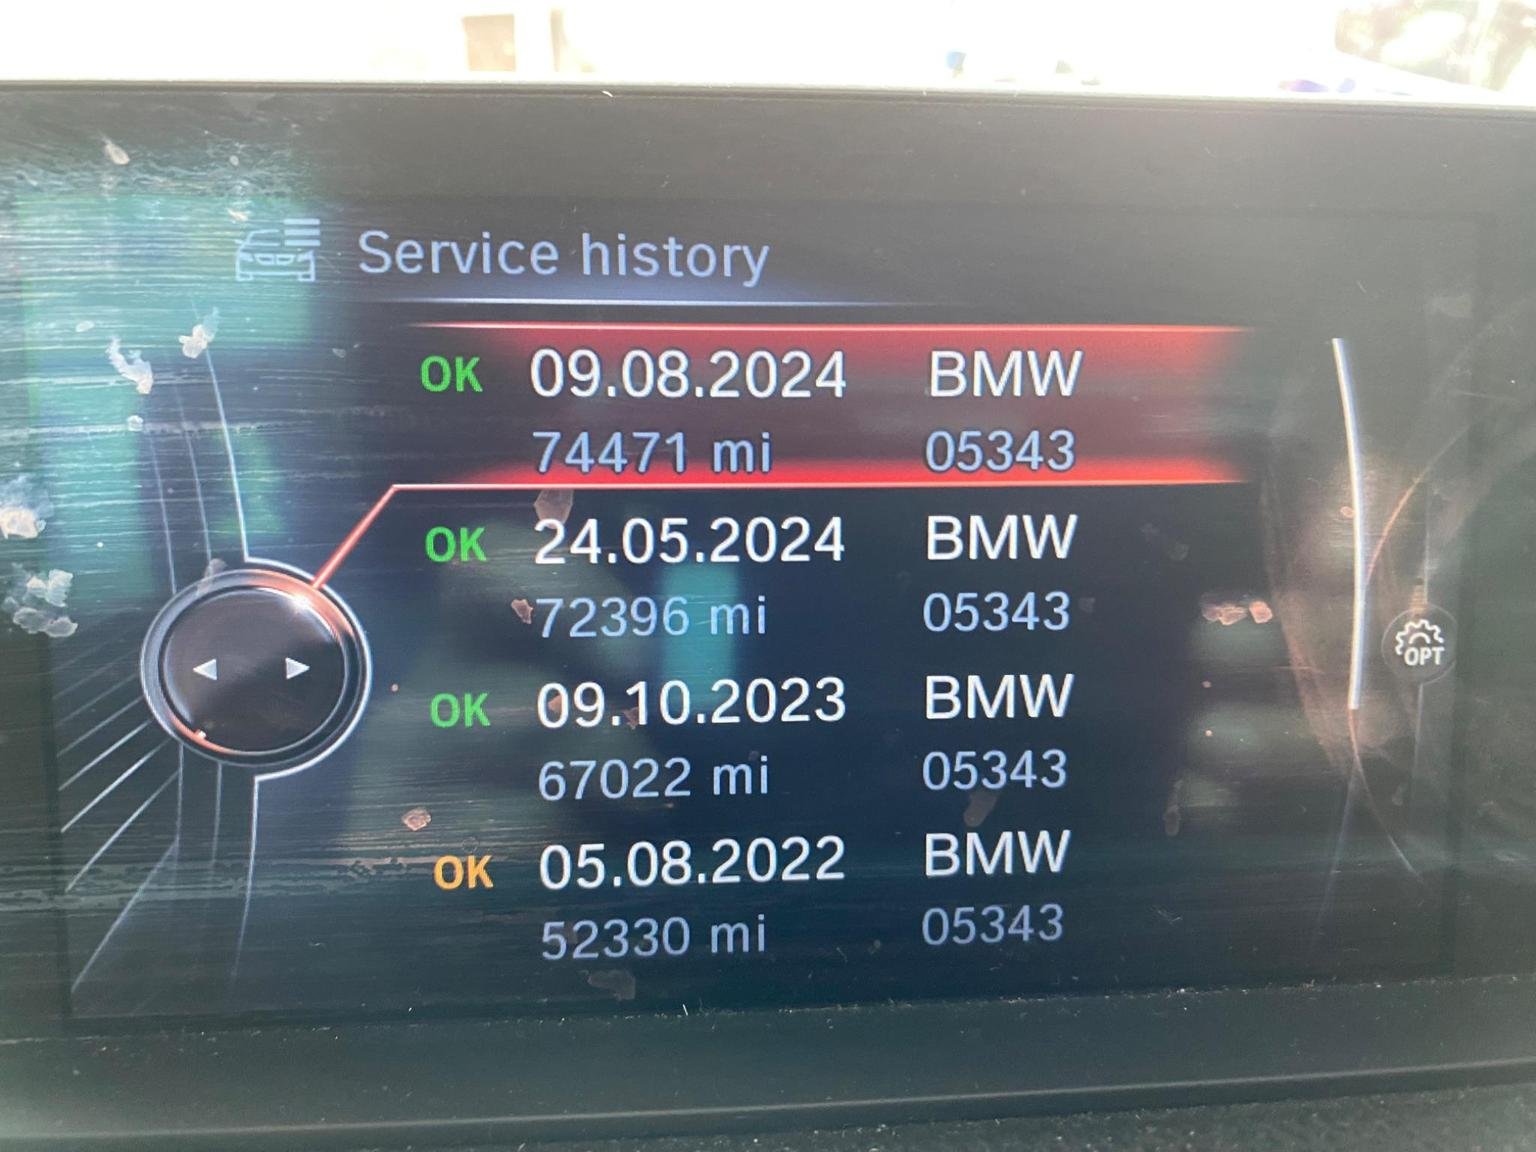 Service history
OK 09.08.2024 BMW
74471 mi 05343
OK 24.05.2024 BMW
72396 mi 05343
OK 09.10.2023 BMW
67022 mi 05343
OK 05.08.2022 BMW
52330 mi 05343
OPT